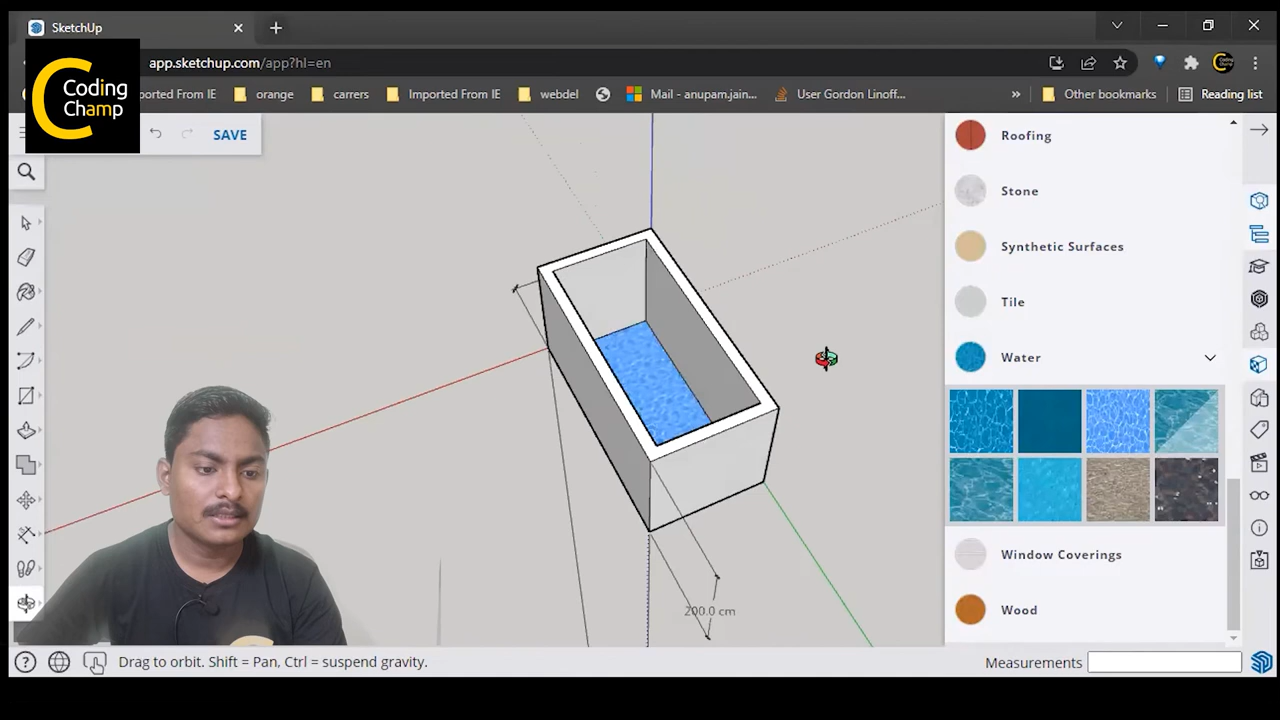 SketchUp
app.sketchup.com/app?hl=en
Coding
Champ
ported From IE
orange
carrers
Imported From IE
webdel
Mail - anupam.jain...
User Gordon Linoff...
»
Other bookmarks
Reading list
SAVE
Roofing
Stone
Synthetic Surfaces
Tile
Water
Window Coverings
Wood
200.0 cm
Drag to orbit. Shift = Pan, Ctrl = suspend gravity.
Measurements